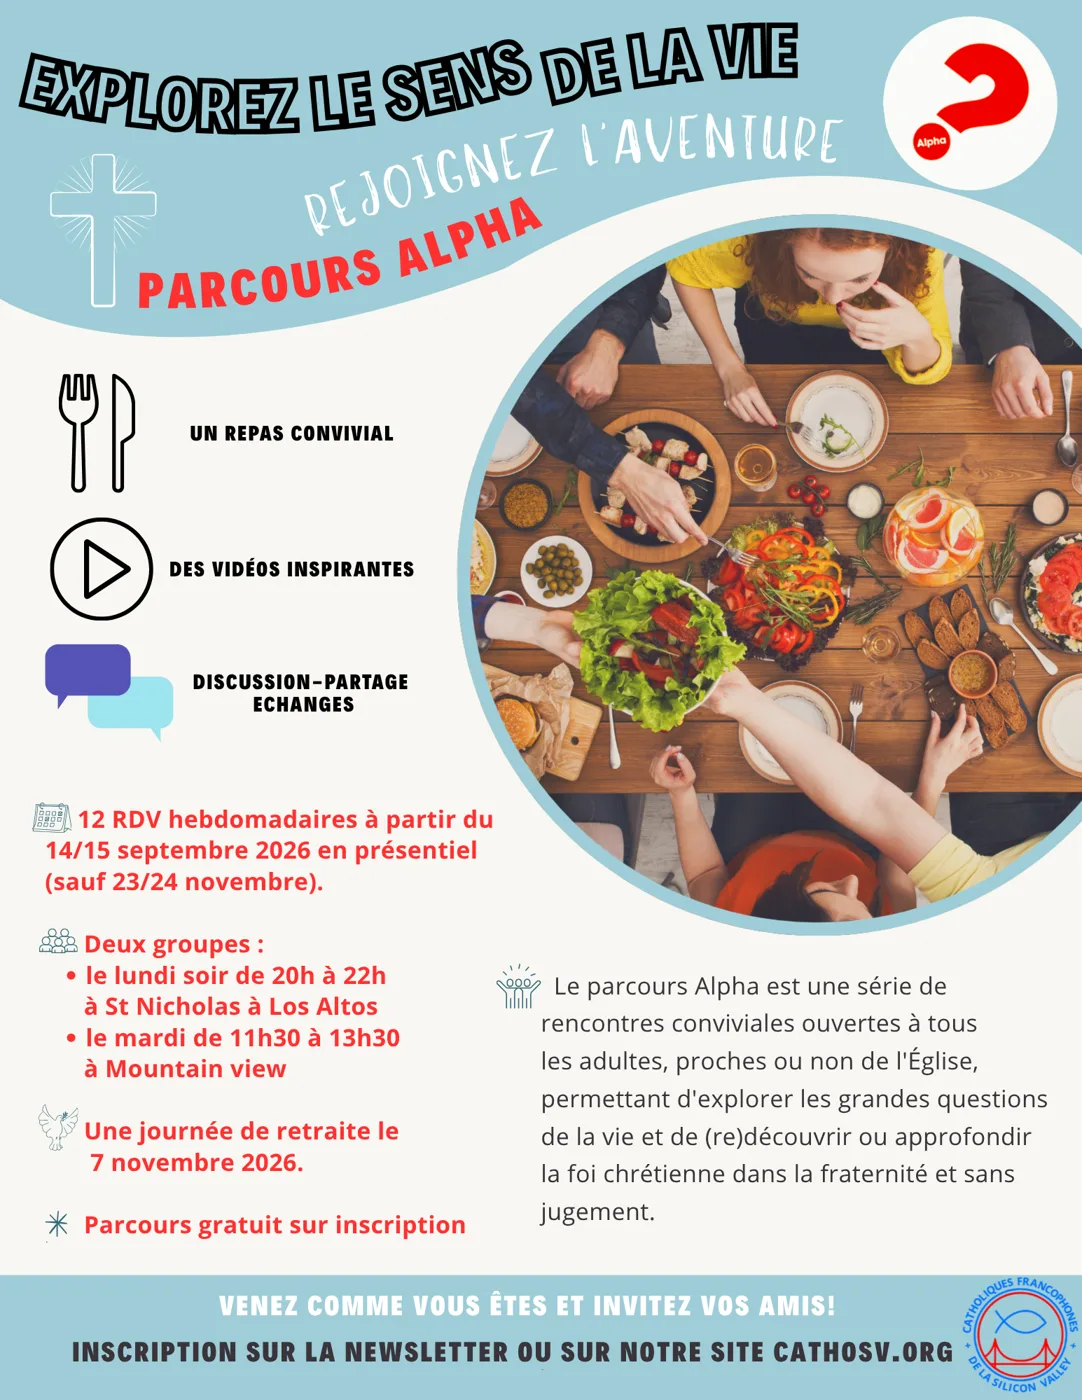 EXPLOREZ LE SENS DE LA VIE
REJOIGNEZ L'AVENTURE
PARCOURS ALPHA
Alpha
UN REPAS CONVIVIAL
DES VIDÉOS INSPIRANTES
DISCUSSION-PARTAGE
ECHANGES
12 RDV hebdomadaires à partir du
14/15 septembre 2026 en présentiel
(sauf 23/24 novembre).
Deux groupes :
• le lundi soir de 20h à 22h
à St Nicholas à Los Altos
• le mardi de 11h30 à 13h30
à Mountain view
Une journée de retraite le
7 novembre 2026.
Parcours gratuit sur inscription
Le parcours Alpha est une série de
rencontres conviviales ouvertes à tous
les adultes, proches ou non de l'Église,
permettant d'explorer les grandes questions
de la vie et de (re)découvrir ou approfondir
la foi chrétienne dans la fraternité et sans
jugement.
VENEZ COMME VOUS ÊTES ET INVITEZ VOS AMIS!
INSCRIPTION SUR LA NEWSLETTER OU SUR NOTRE SITE CATHOSV.ORG
CATHOLIQUES FRANCOPHONES
DE LA SILICON VALLEY